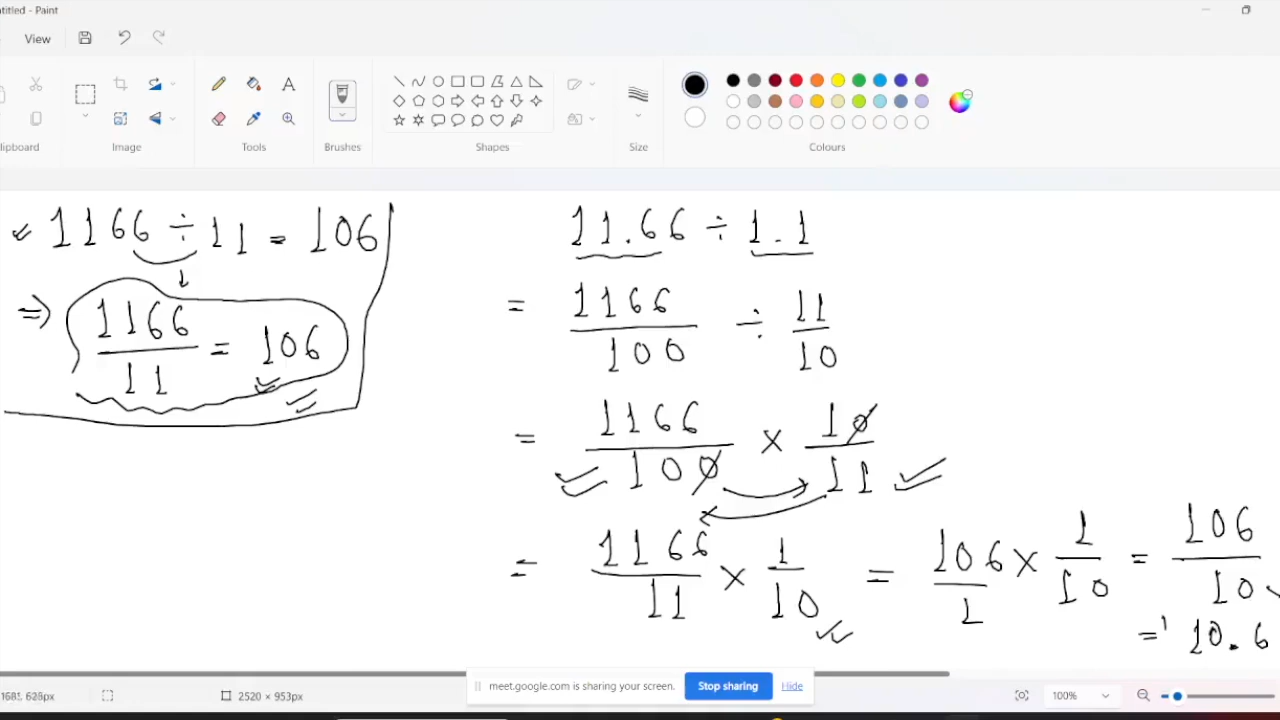 ntitled - Paint
View
lipboard
Image
Tools
Brushes
Shapes
Size
Colours
1166 ÷ 11 = 106
=> 1166/11 = 106
11.66 ÷ 1.1
= 1166/100 ÷ 11/10
= 1166/100 × 10/11
= 1166/11 × 1/10 = 106/1 × 1/10 = 106/10
= 10.6
meet.google.com is sharing your screen.
Stop sharing
Hide
2520 × 953px
100%